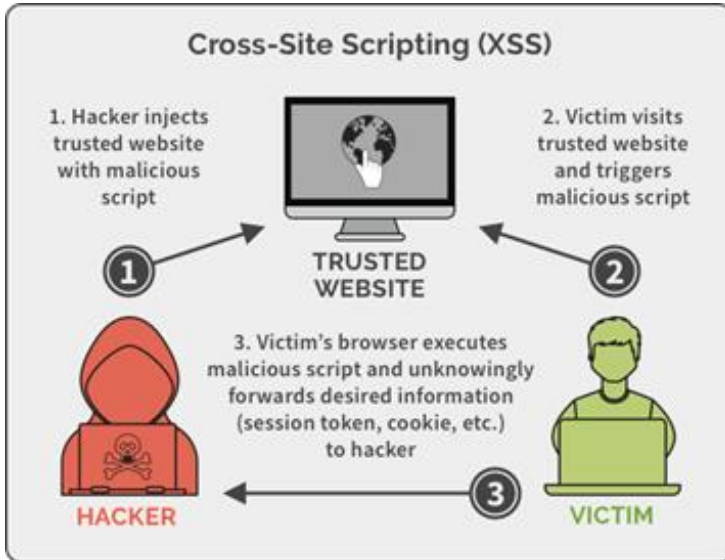 Cross-Site Scripting (XSS)
1. Hacker injects
trusted website
with malicious
script
2. Victim visits
trusted website
and triggers
malicious script
1
TRUSTED
WEBSITE
2
3. Victim's browser executes
malicious script and unknowingly
forwards desired information
(session token, cookie, etc.)
to hacker
3
HACKER
VICTIM